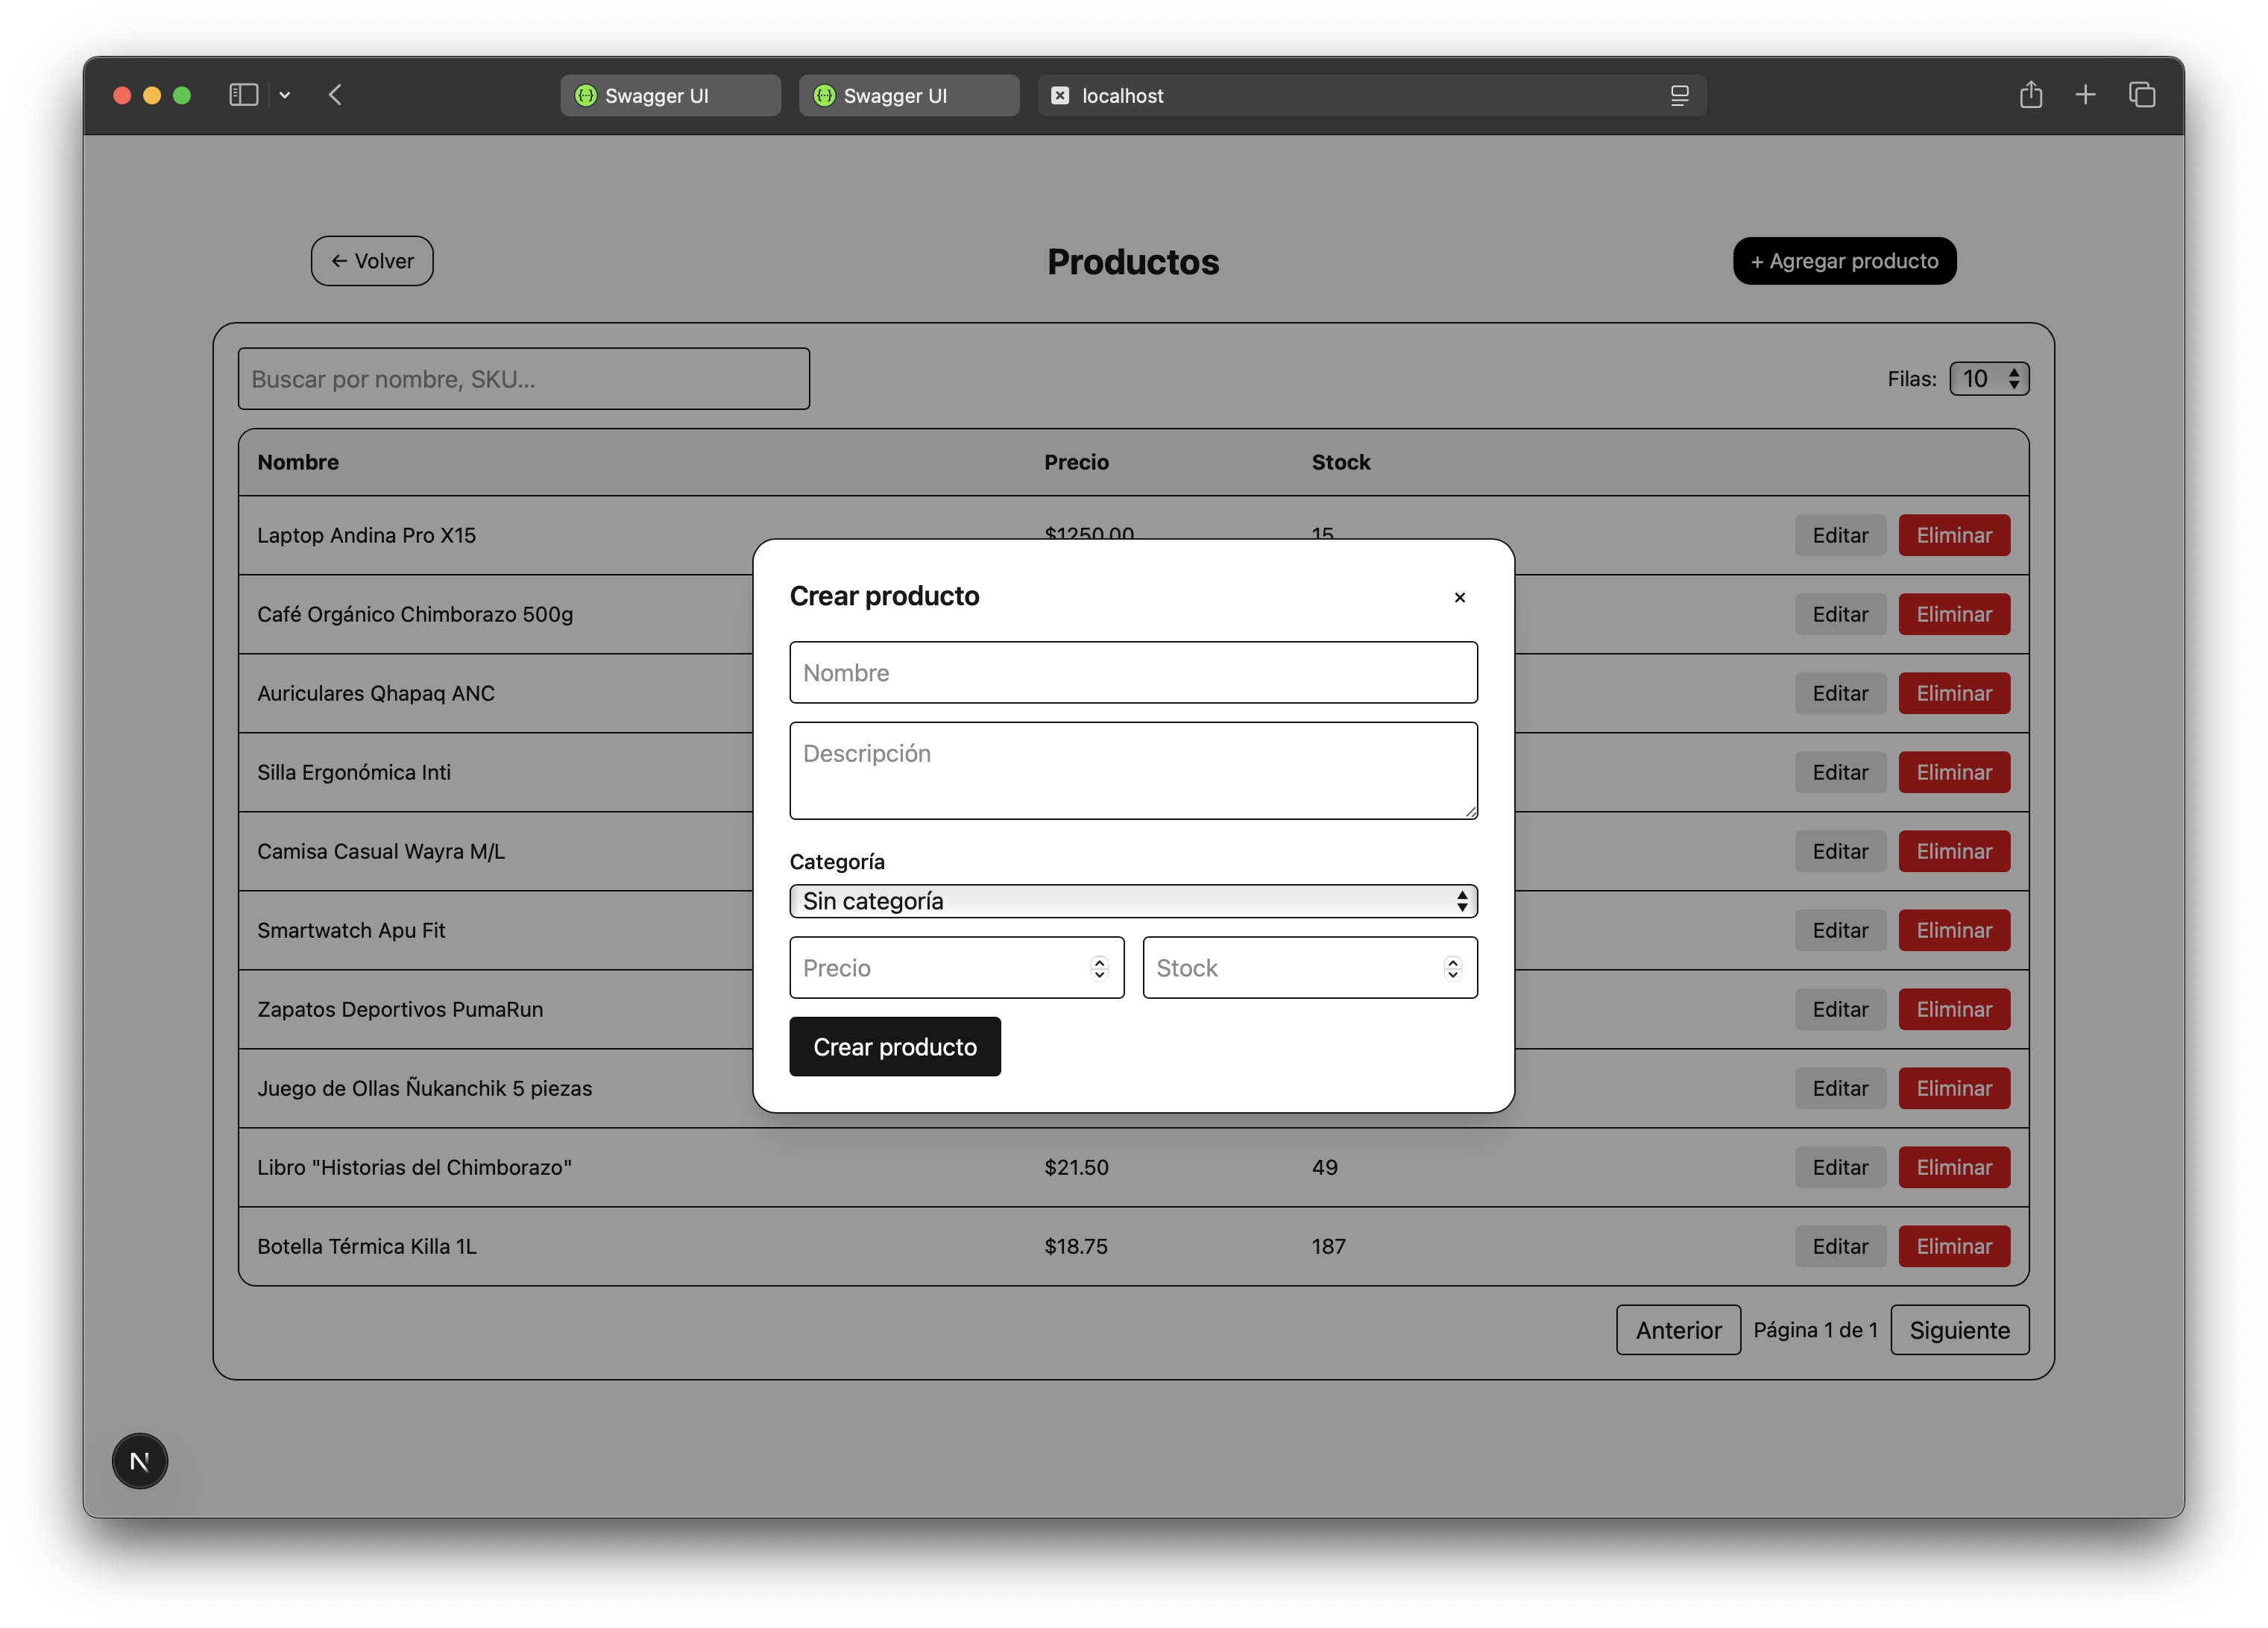 Swagger UI
Swagger UI
localhost
← Volver
Productos
+ Agregar producto
Buscar por nombre, SKU...
Filas: 10
Nombre Precio Stock
Laptop Andina Pro X15 $1250.00 15 Editar Eliminar
Café Orgánico Chimborazo 500g Editar Eliminar
Auriculares Qhapaq ANC Editar Eliminar
Silla Ergonómica Inti Editar Eliminar
Camisa Casual Wayra M/L Editar Eliminar
Smartwatch Apu Fit Editar Eliminar
Zapatos Deportivos PumaRun Editar Eliminar
Juego de Ollas Ñukanchik 5 piezas Editar Eliminar
Libro "Historias del Chimborazo" $21.50 49 Editar Eliminar
Botella Térmica Killa 1L $18.75 187 Editar Eliminar
Anterior Página 1 de 1 Siguiente
Crear producto ×
Nombre
Descripción
Categoría
Sin categoría
Precio Stock
Crear producto
N